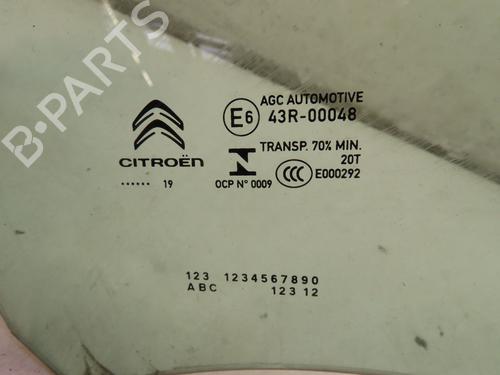 B-PARTS
AGC AUTOMOTIVE
E6 43R-00048
CITROËN
TRANSP. 70% MIN.
20T
...... 19
OCP N° 0009
CCC E000292
123 1234567890
ABC 123 12